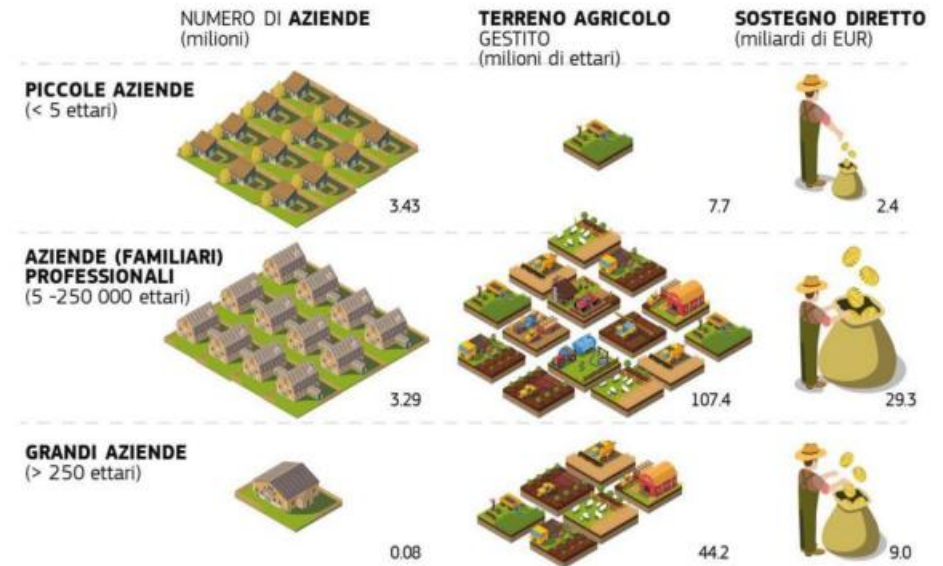 NUMERO DI AZIENDE
(milioni)
TERRENO AGRICOLO
GESTITO
(milioni di ettari)
SOSTEGNO DIRETTO
(miliardi di EUR)
PICCOLE AZIENDE
(< 5 ettari)
3.43
7.7
2.4
AZIENDE (FAMILIARI)
PROFESSIONALI
(5 -250 000 ettari)
3.29
107.4
29.3
GRANDI AZIENDE
(> 250 ettari)
0.08
44.2
9.0